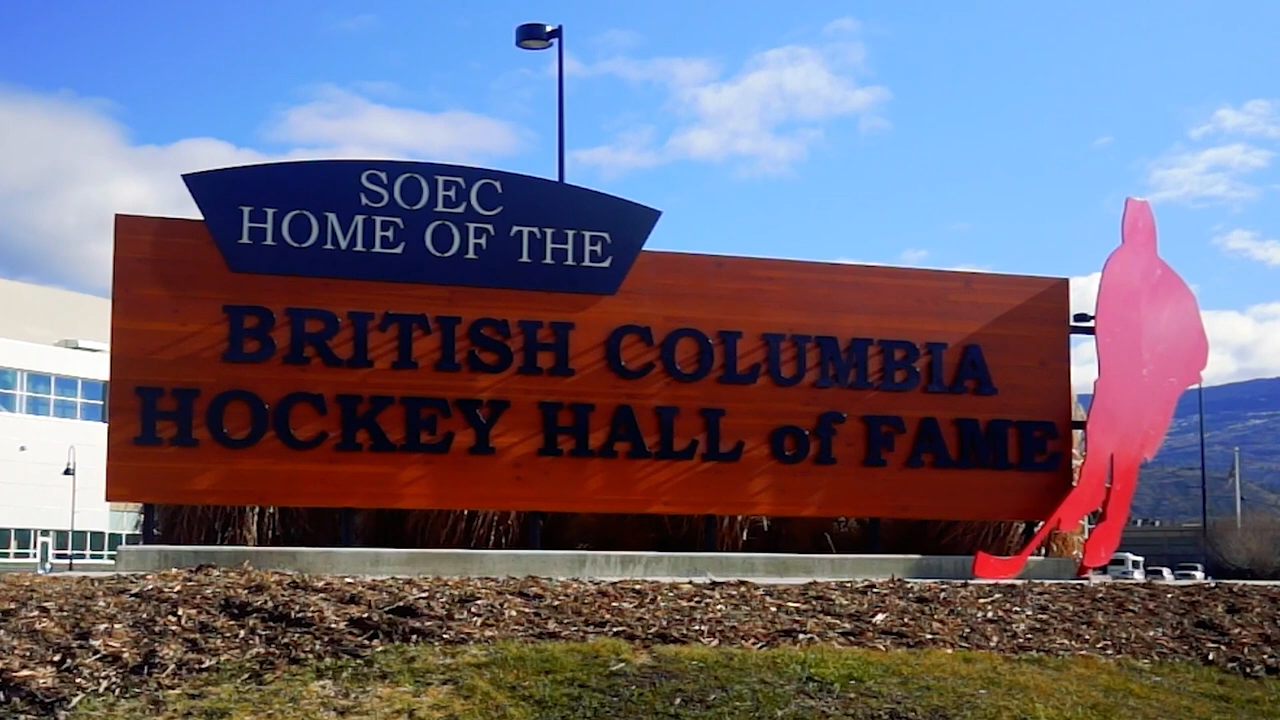 SOEC
HOME OF THE
BRITISH COLUMBIA
HOCKEY HALL of FAME